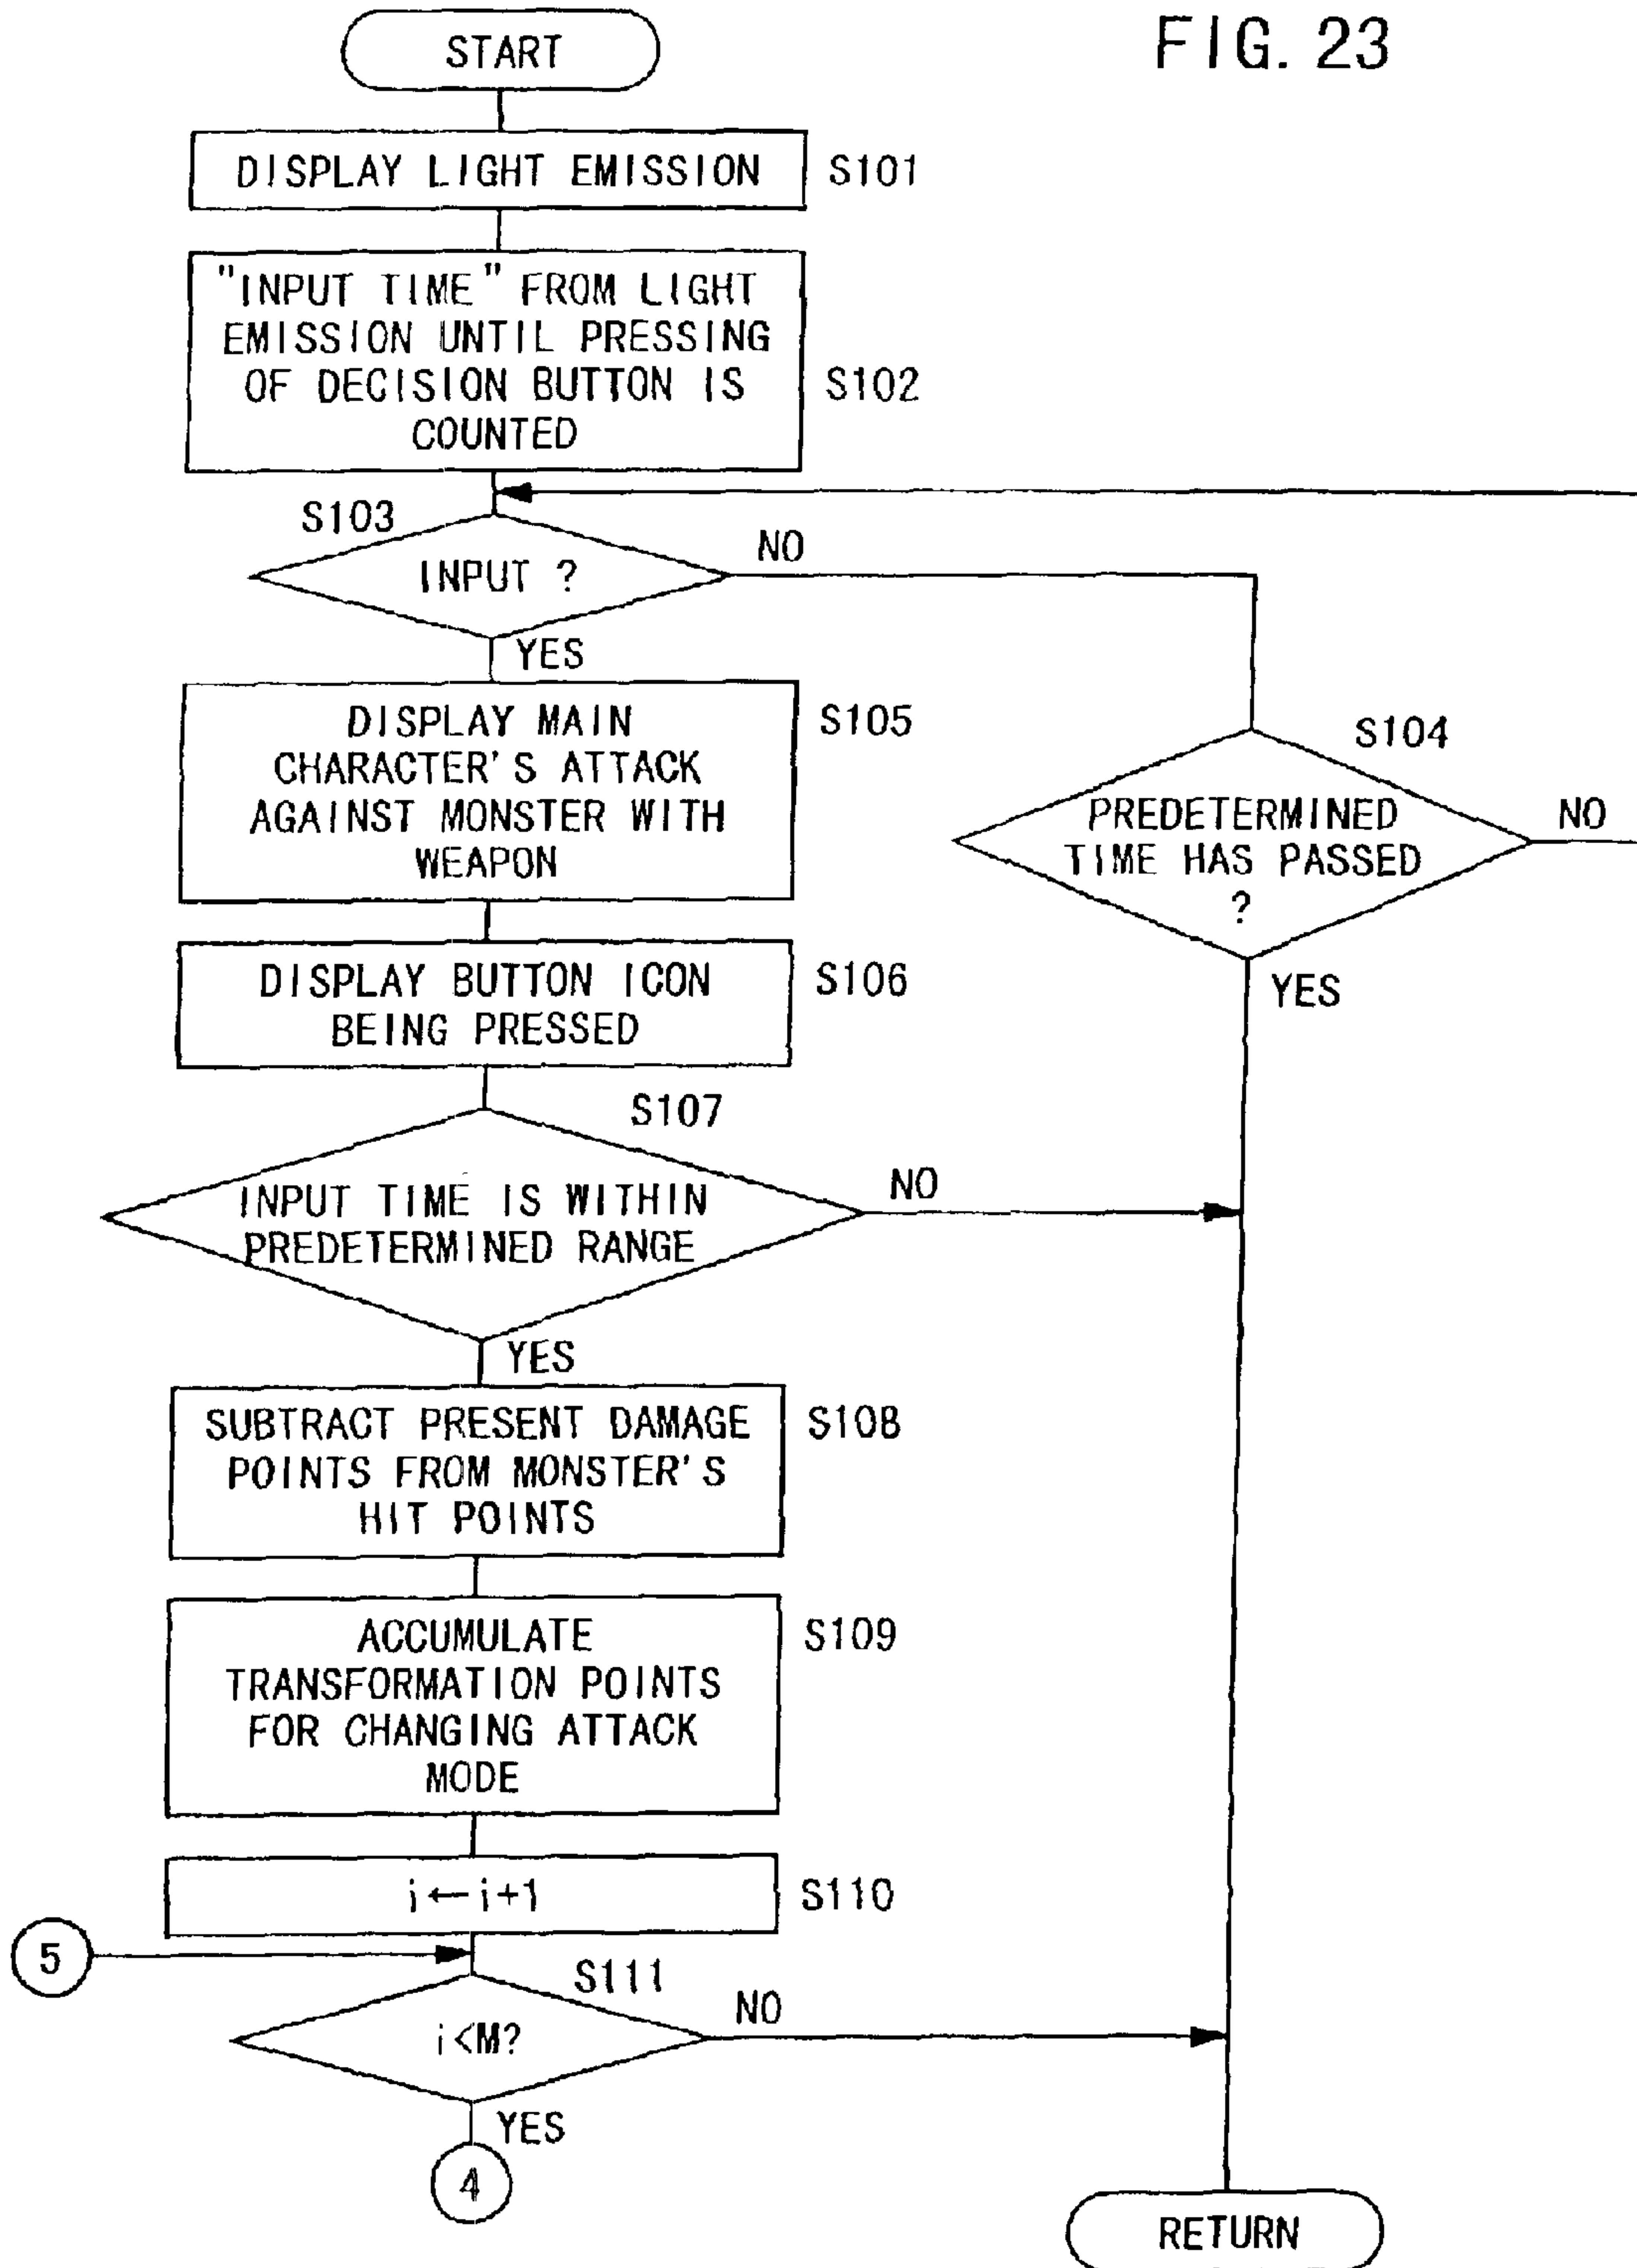 FIG. 23
START
DISPLAY LIGHT EMISSION
S101
"INPUT TIME" FROM LIGHT
EMISSION UNTIL PRESSING
OF DECISION BUTTON IS
COUNTED
S102
S103
INPUT ?
NO
YES
DISPLAY MAIN
CHARACTER'S ATTACK
AGAINST MONSTER WITH
WEAPON
S105
S104
PREDETERMINED
TIME HAS PASSED
?
NO
YES
DISPLAY BUTTON ICON
BEING PRESSED
S106
S107
INPUT TIME IS WITHIN
PREDETERMINED RANGE
NO
YES
SUBTRACT PRESENT DAMAGE
POINTS FROM MONSTER'S
HIT POINTS
S108
ACCUMULATE
TRANSFORMATION POINTS
FOR CHANGING ATTACK
MODE
S109
i←i+1
S110
5
S111
i<M?
NO
YES
4
RETURN